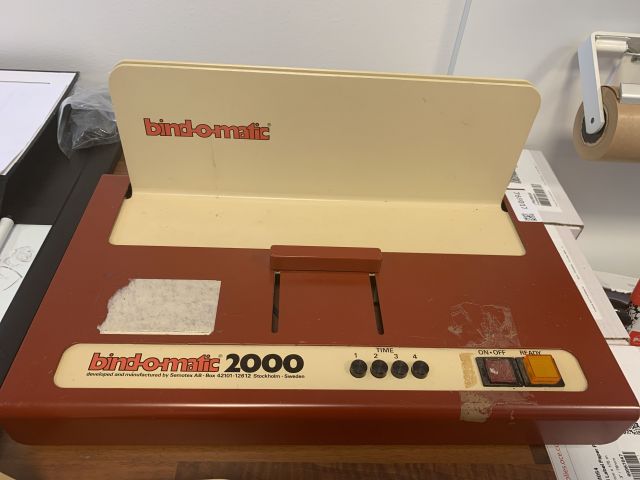 bind-o-matic
bind-o-matic 2000
developed and manufactured by Semotex AB · Box 42101-12612 Stockholm · Sweden
TIME
1 2 3 4
ON·OFF READY